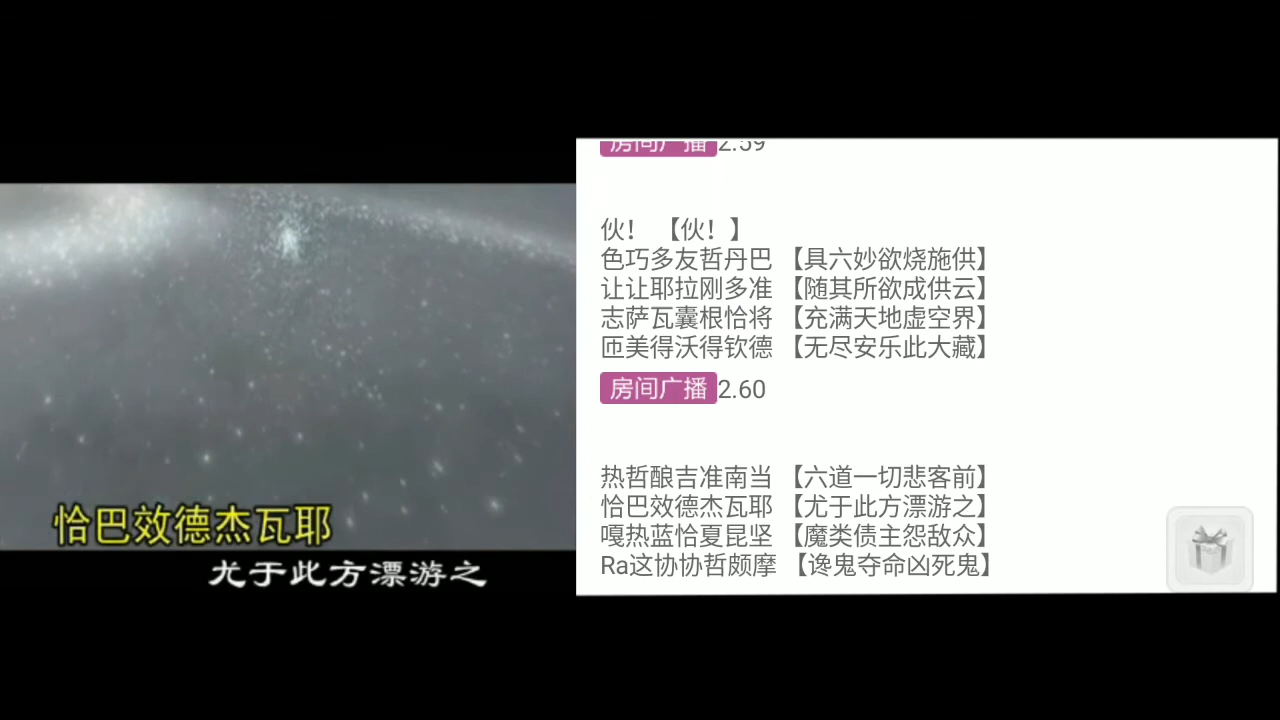 恰巴效德杰瓦耶
尤于此方漂游之
房间广播2.59
伙！ 【伙！】
色巧多友哲丹巴 【具六妙欲烧施供】
让让耶拉刚多准 【随其所欲成供云】
志萨瓦囊根恰将 【充满天地虚空界】
匝美得沃得钦德 【无尽安乐此大藏】
房间广播2.60
热哲酿吉准南当 【六道一切悲客前】
恰巴效德杰瓦耶 【尤于此方漂游之】
嘎热蓝恰夏昆坚 【魔类债主怨敌众】
Ra这协协哲颇摩 【谗鬼夺命凶死鬼】